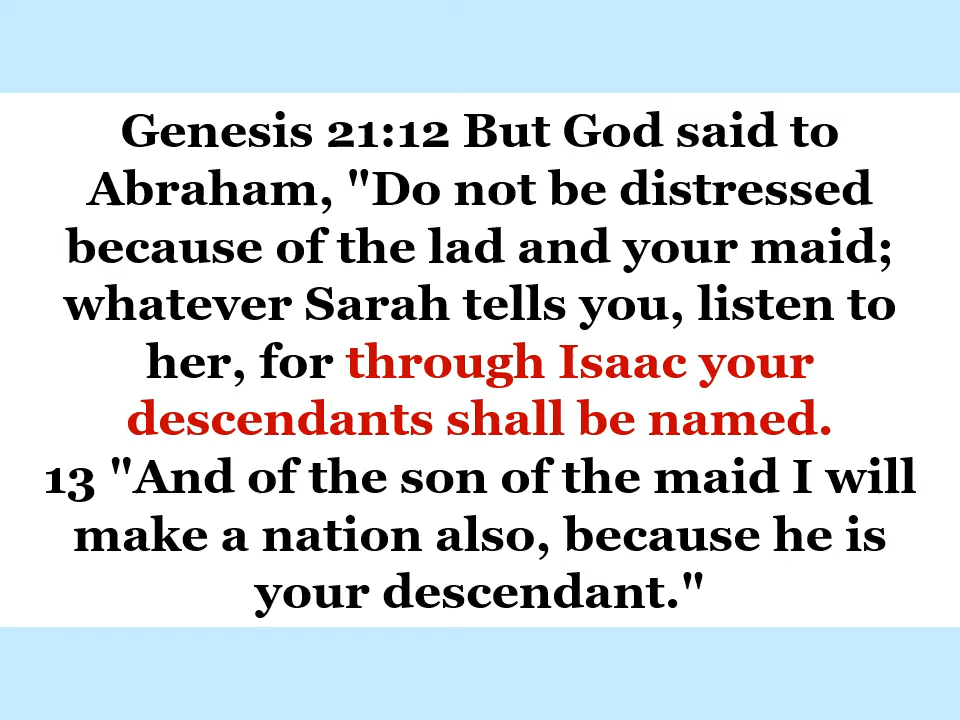 Genesis 21:12 But God said to
Abraham, "Do not be distressed
because of the lad and your maid;
whatever Sarah tells you, listen to
her, for through Isaac your
descendants shall be named.
13 "And of the son of the maid I will
make a nation also, because he is
your descendant."